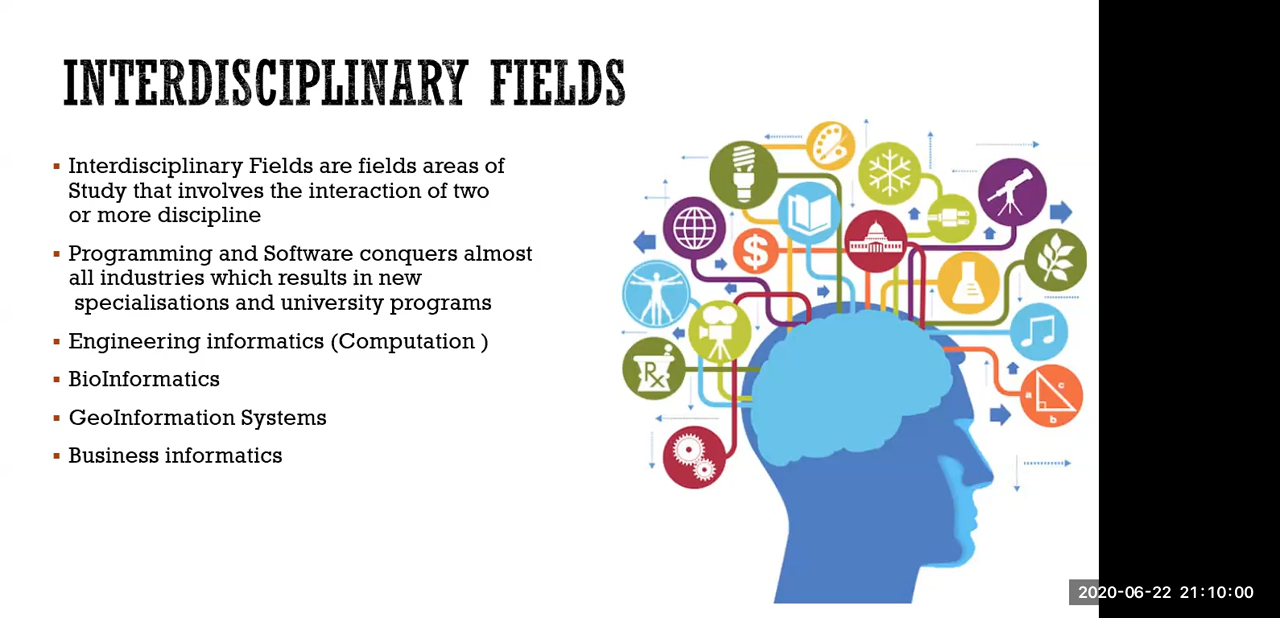 INTERDISCIPLINARY FIELDS
Interdisciplinary Fields are fields areas of
Study that involves the interaction of two
or more discipline
Programming and Software conquers almost
all industries which results in new
specialisations and university programs
Engineering informatics (Computation )
BioInformatics
GeoInformation Systems
Business informatics
$
Rx
a
c
b
2020-06-22 21:10:00